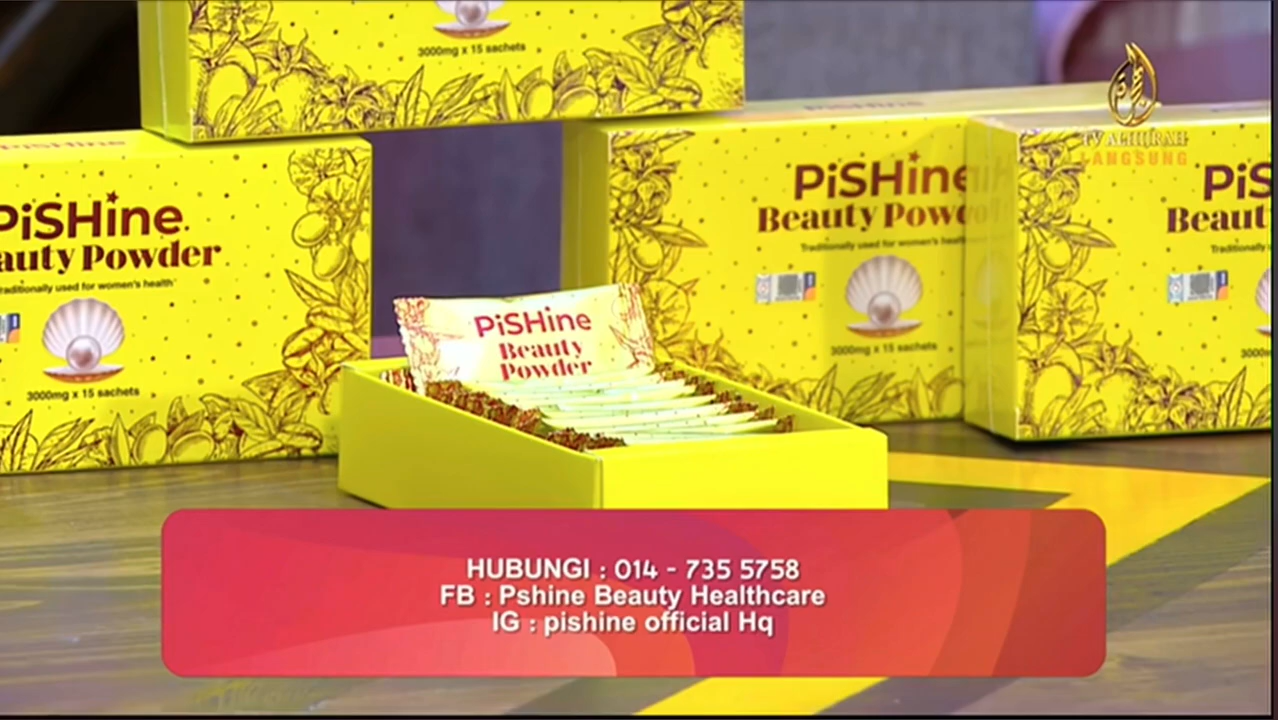 3000mg x 15 sachets
TV ALHIJRAH
LANGSUNG
PiSHine
PiSHine
Beauty Powder
Traditionally used for women's health
3000mg x 15 sachets
PiSHine
Beauty
Traditionally used for women's health
3000mg x 15 sachets
PiS
Beaut
Traditionally
PiSHine
Beauty
Powder
HUBUNGI : 014 - 735 5758
FB : Pshine Beauty Healthcare
IG : pishine official Hq